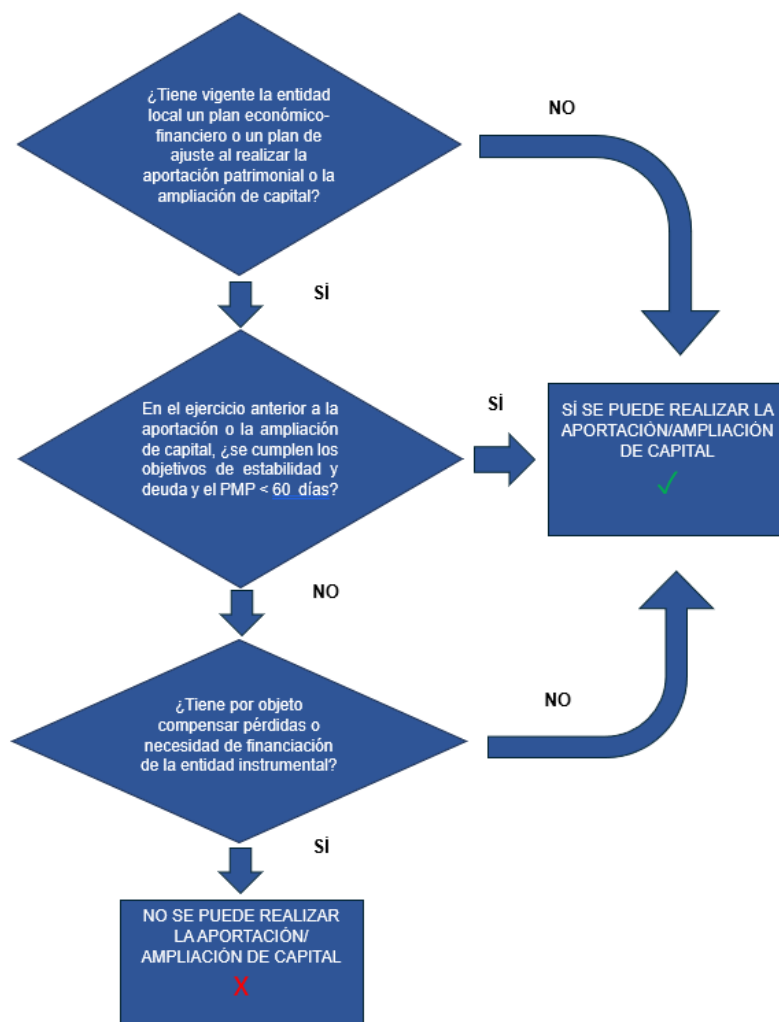 ¿Tiene vigente la entidad
local un plan económico-
financiero o un plan de
ajuste al realizar la
aportación patrimonial o la
ampliación de capital?
NO
SÍ
En el ejercicio anterior a la
aportación o la ampliación
de capital, ¿se cumplen los
objetivos de estabilidad y
deuda y el PMP < 60 días?
SÍ
SÍ SE PUEDE REALIZAR LA
APORTACIÓN/AMPLIACIÓN
DE CAPITAL
✓
NO
¿Tiene por objeto
compensar pérdidas o
necesidad de financiación
de la entidad instrumental?
NO
SÍ
NO SE PUEDE REALIZAR
LA APORTACIÓN/
AMPLIACIÓN DE CAPITAL
X